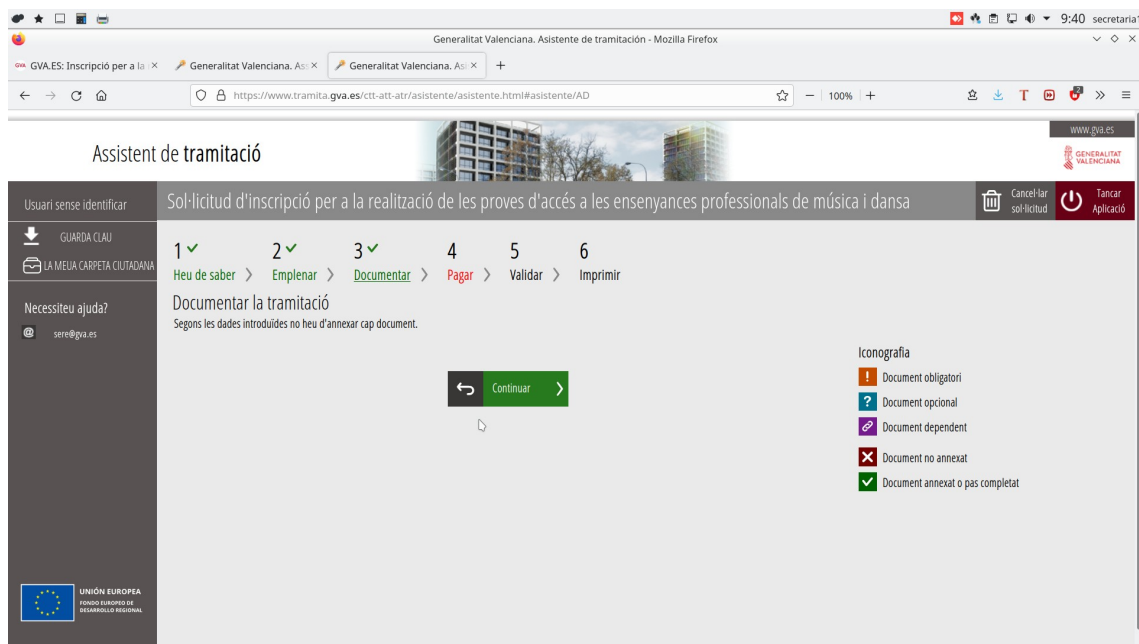 9:40 secretaria1
Generalitat Valenciana. Asistente de tramitación - Mozilla Firefox
GVA.ES: Inscripció per a la
Generalitat Valenciana. As
Generalitat Valenciana. Asi
https://www.tramita.gva.es/ctt-att-atr/asistente/asistente.html#asistente/AD
100%
Assistent de tramitació
www.gva.es
GENERALITAT
VALENCIANA
Usuari sense identificar
Sol·licitud d'inscripció per a la realització de les proves d'accés a les ensenyances professionals de música i dansa
Cancel·lar
sol·licitud
Tancar
Aplicació
GUARDA CLAU
LA MEUA CARPETA CIUTADANA
Necessiteu ajuda?
sere@gva.es
1 2 3 4 5 6
Heu de saber Emplenar Documentar Pagar Validar Imprimir
Documentar la tramitació
Segons les dades introduïdes no heu d'annexar cap document.
Continuar
Iconografia
! Document obligatori
? Document opcional
Document dependent
Document no annexat
Document annexat o pas completat
UNIÓN EUROPEA
FONDO EUROPEO DE
DESARROLLO REGIONAL